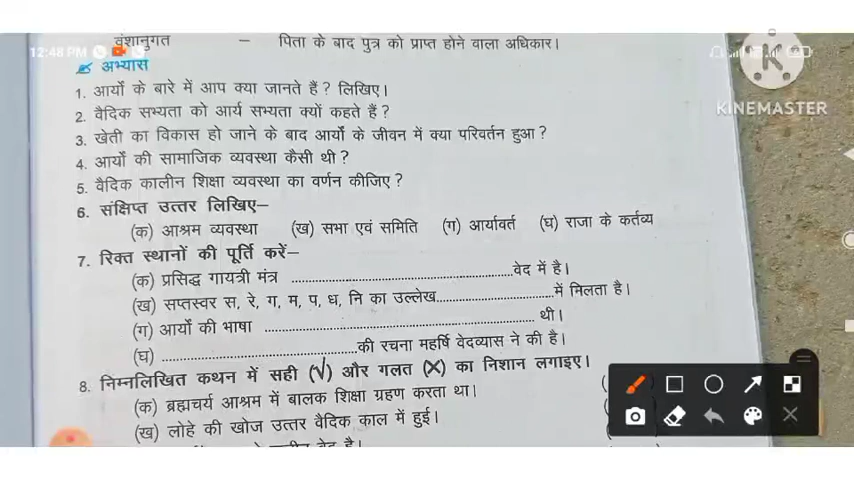 वंशानुगत – पिता के बाद पुत्र को प्राप्त होने वाला अधिकार।
12:48 PM
KINEMASTER
अभ्यास
1. आर्यों के बारे में आप क्या जानते हैं? लिखिए।
2. वैदिक सभ्यता को आर्य सभ्यता क्यों कहते हैं?
3. खेती का विकास हो जाने के बाद आर्यों के जीवन में क्या परिवर्तन हुआ?
4. आर्यों की सामाजिक व्यवस्था कैसी थी?
5. वैदिक कालीन शिक्षा व्यवस्था का वर्णन कीजिए?
6. संक्षिप्त उत्तर लिखिए–
(क) आश्रम व्यवस्था (ख) सभा एवं समिति (ग) आर्यावर्त (घ) राजा के कर्तव्य
7. रिक्त स्थानों की पूर्ति करें–
(क) प्रसिद्ध गायत्री मंत्र ........................ वेद में है।
(ख) सप्तस्वर स, रे, ग, म, प, ध, नि का उल्लेख........................में मिलता है।
(ग) आर्यों की भाषा ........................ थी।
(घ) ........................की रचना महर्षि वेदव्यास ने की है।
8. निम्नलिखित कथन में सही (√) और गलत (X) का निशान लगाइए।
(क) ब्रह्मचर्य आश्रम में बालक शिक्षा ग्रहण करता था। (
(ख) लोहे की खोज उत्तर वैदिक काल में हुई।
वेद है।